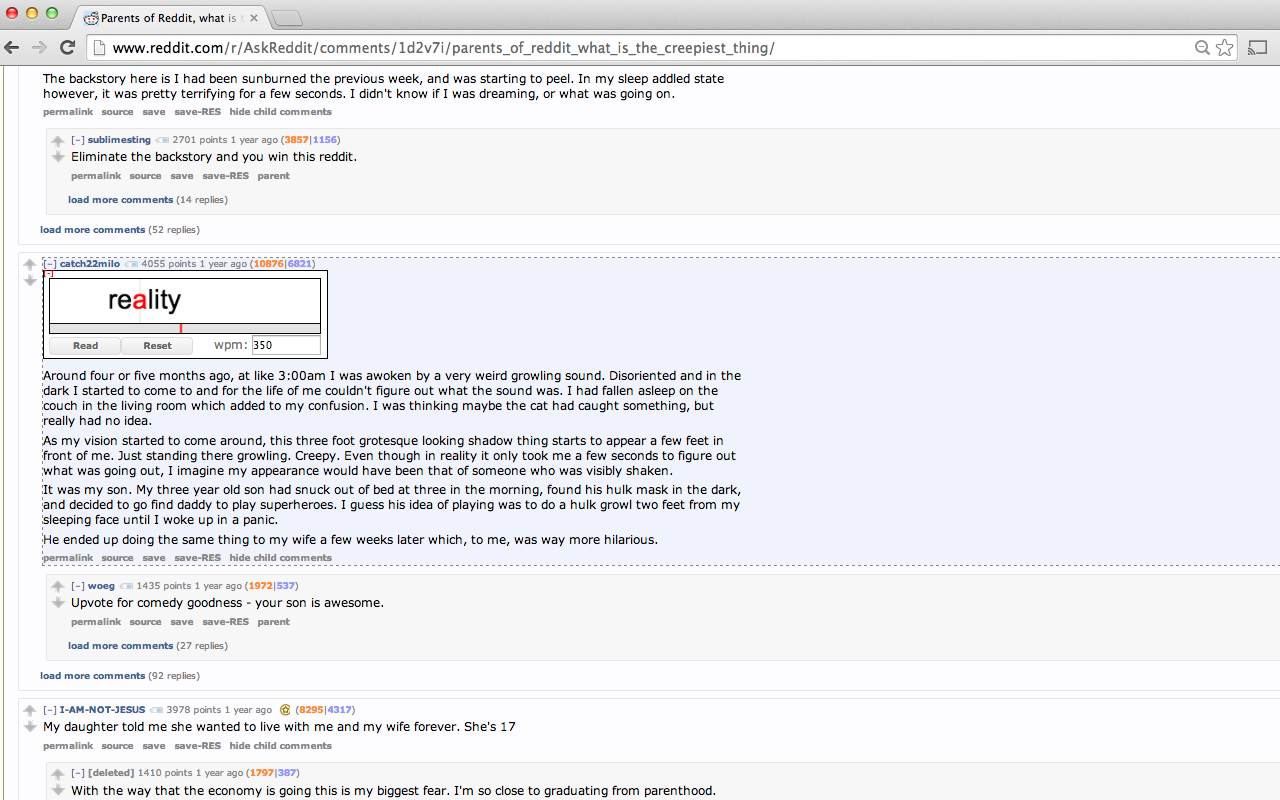 Parents of Reddit, what is t
www.reddit.com/r/AskReddit/comments/1d2v7i/parents_of_reddit_what_is_the_creepiest_thing/
The backstory here is I had been sunburned the previous week, and was starting to peel. In my sleep addled state
however, it was pretty terrifying for a few seconds. I didn't know if I was dreaming, or what was going on.
permalink source save save-RES hide child comments
[–] sublimesting 2701 points 1 year ago (3857|1156)
Eliminate the backstory and you win this reddit.
permalink source save save-RES parent
load more comments (14 replies)
load more comments (52 replies)
[–] catch22milo 4055 points 1 year ago (10876|6821)
[-]
reality
Read Reset wpm: 350
Around four or five months ago, at like 3:00am I was awoken by a very weird growling sound. Disoriented and in the
dark I started to come to and for the life of me couldn't figure out what the sound was. I had fallen asleep on the
couch in the living room which added to my confusion. I was thinking maybe the cat had caught something, but
really had no idea.
As my vision started to come around, this three foot grotesque looking shadow thing starts to appear a few feet in
front of me. Just standing there growling. Creepy. Even though in reality it only took me a few seconds to figure out
what was going out, I imagine my appearance would have been that of someone who was visibly shaken.
It was my son. My three year old son had snuck out of bed at three in the morning, found his hulk mask in the dark,
and decided to go find daddy to play superheroes. I guess his idea of playing was to do a hulk growl two feet from my
sleeping face until I woke up in a panic.
He ended up doing the same thing to my wife a few weeks later which, to me, was way more hilarious.
permalink source save save-RES hide child comments
[–] woeg 1435 points 1 year ago (1972|537)
Upvote for comedy goodness - your son is awesome.
permalink source save save-RES parent
load more comments (27 replies)
load more comments (92 replies)
[–] I-AM-NOT-JESUS 3978 points 1 year ago (8295|4317)
My daughter told me she wanted to live with me and my wife forever. She's 17
permalink source save save-RES hide child comments
[–] [deleted] 1410 points 1 year ago (1797|387)
With the way that the economy is going this is my biggest fear. I'm so close to graduating from parenthood.